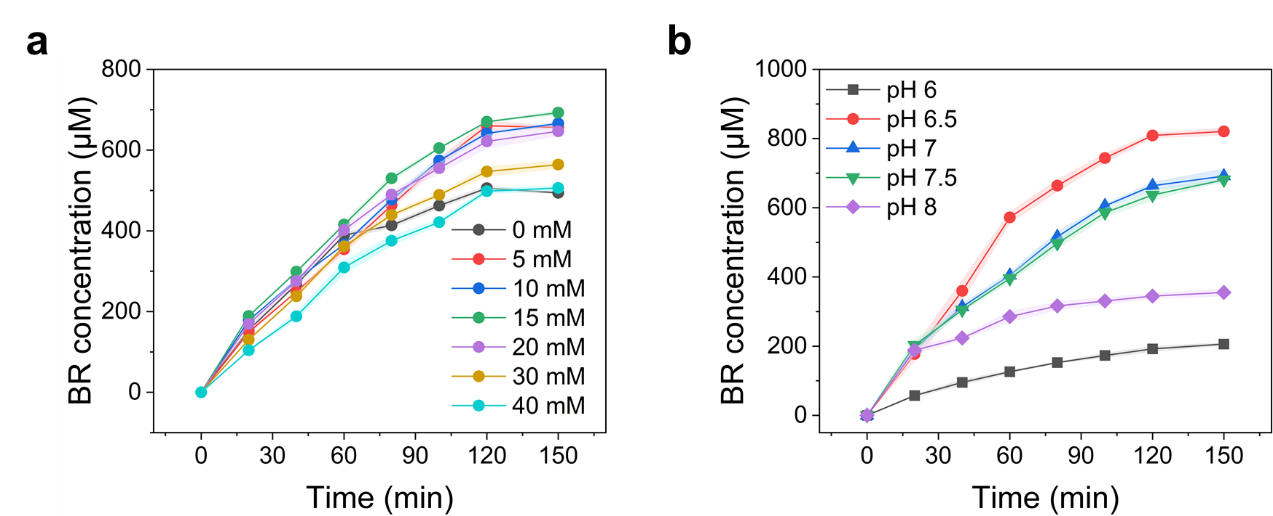 a
800
600
400
200
0
BR concentration (μM)
0 mM
5 mM
10 mM
15 mM
20 mM
30 mM
40 mM
0 30 60 90 120 150
Time (min)
b
1000
800
600
400
200
0
BR concentration (μM)
pH 6
pH 6.5
pH 7
pH 7.5
pH 8
0 30 60 90 120 150
Time (min)